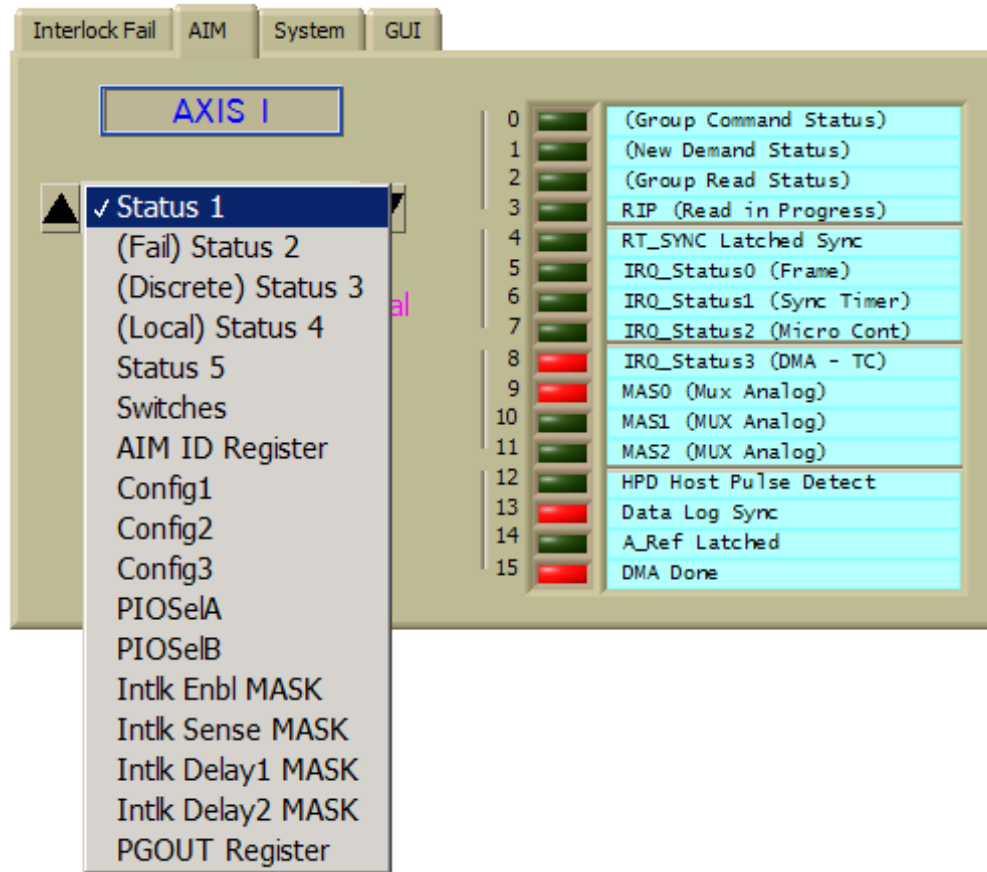 Interlock Fail AIM System GUI
AXIS I
✓ Status 1
(Fail) Status 2
(Discrete) Status 3
(Local) Status 4
Status 5
Switches
AIM ID Register
Config1
Config2
Config3
PIOSelA
PIOSelB
Intlk Enbl MASK
Intlk Sense MASK
Intlk Delay1 MASK
Intlk Delay2 MASK
PGOUT Register
al
0 (Group Command Status)
1 (New Demand Status)
2 (Group Read Status)
3 RIP (Read in Progress)
4 RT_SYNC Latched Sync
5 IRQ_Status0 (Frame)
6 IRQ_Status1 (Sync Timer)
7 IRQ_Status2 (Micro Cont)
8 IRQ_Status3 (DMA - TC)
9 MAS0 (Mux Analog)
10 MAS1 (MUX Analog)
11 MAS2 (MUX Analog)
12 HPD Host Pulse Detect
13 Data Log Sync
14 A_Ref Latched
15 DMA Done